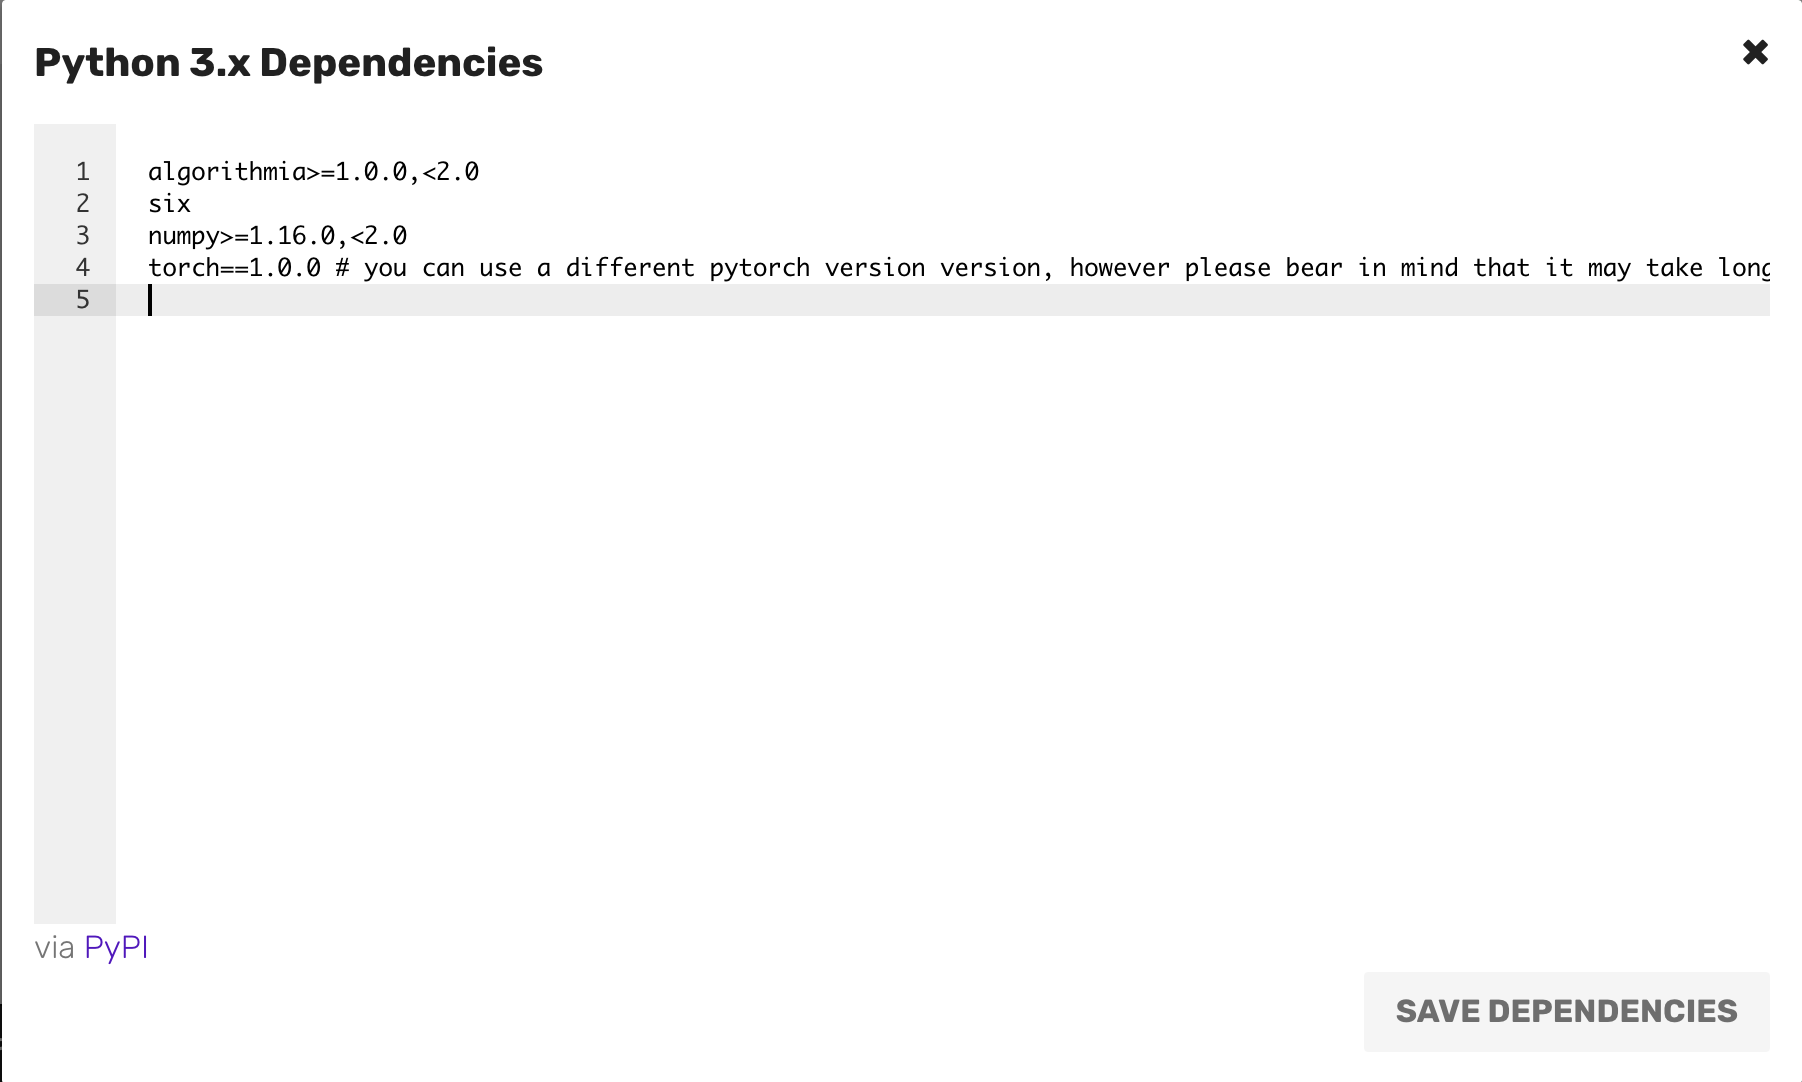 Python 3.x Dependencies
1 algorithmia>=1.0.0,<2.0
2 six
3 numpy>=1.16.0,<2.0
4 torch==1.0.0 # you can use a different pytorch version version, however please bear in mind that it may take long
5
via PyPI
SAVE DEPENDENCIES